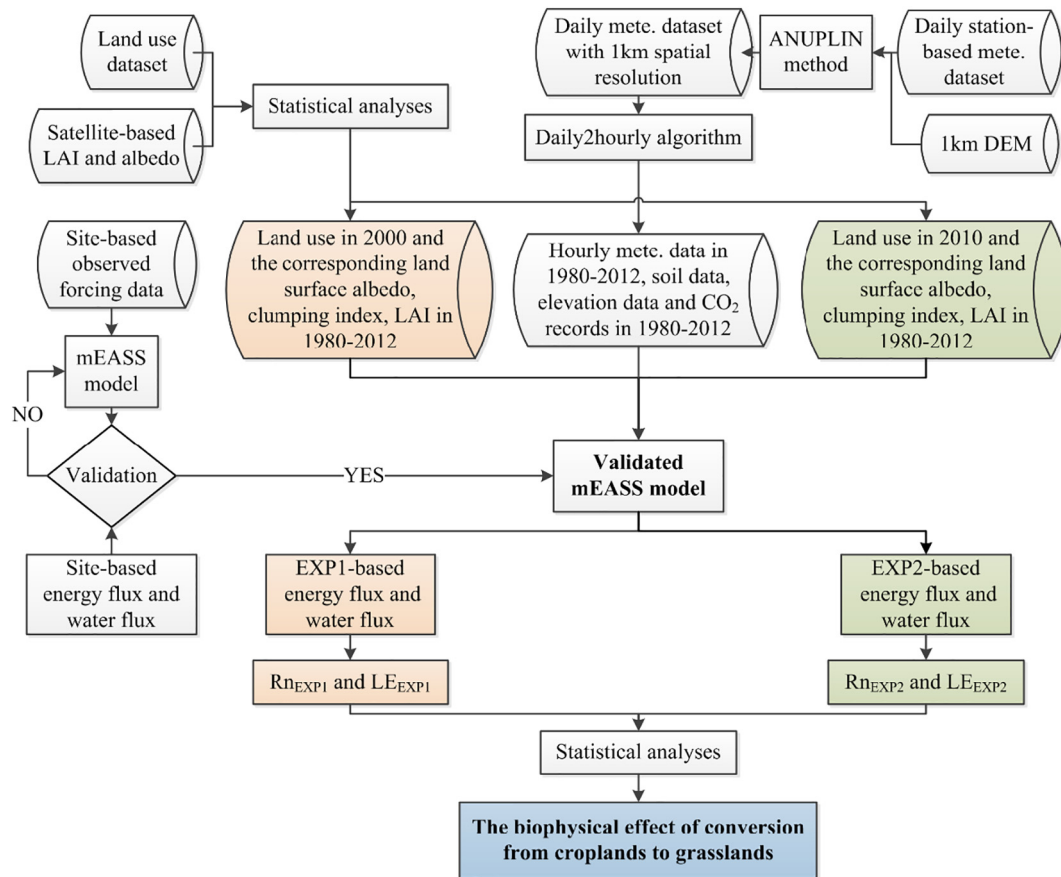 Land use
dataset
Satellite-based
LAI and albedo
Statistical analyses
Daily mete. dataset
with 1km spatial
resolution
ANUPLIN
method
Daily station-
based mete.
dataset
1km DEM
Daily2hourly algorithm
Site-based
observed
forcing data
Land use in 2000 and
the corresponding land
surface albedo,
clumping index, LAI in
1980-2012
Hourly mete. data in
1980-2012, soil data,
elevation data and CO₂
records in 1980-2012
Land use in 2010 and
the corresponding land
surface albedo,
clumping index, LAI in
1980-2012
mEASS
model
NO
Validation
YES
Validated
mEASS model
Site-based
energy flux and
water flux
EXP1-based
energy flux and
water flux
EXP2-based
energy flux and
water flux
Rn_EXP1 and LE_EXP1
Rn_EXP2 and LE_EXP2
Statistical analyses
The biophysical effect of conversion
from croplands to grasslands